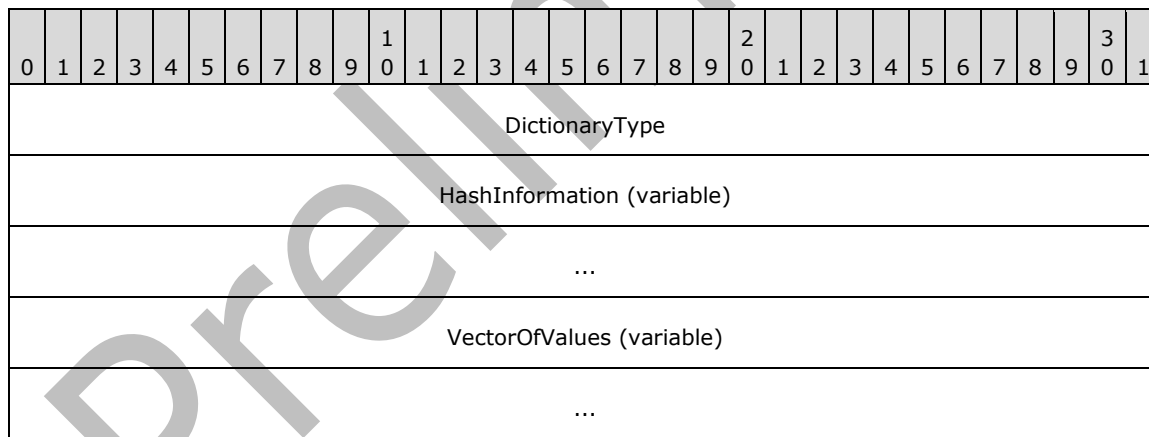 1 2 3
0 1 2 3 4 5 6 7 8 9 0 1 2 3 4 5 6 7 8 9 0 1 2 3 4 5 6 7 8 9 0 1
DictionaryType
HashInformation (variable)
...
VectorOfValues (variable)
...